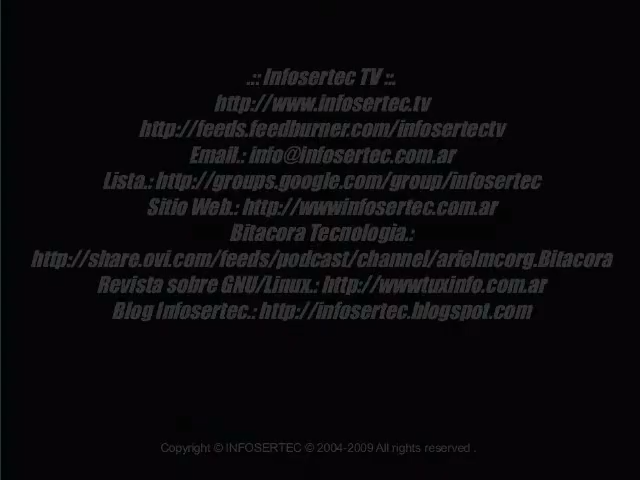 .:: Infosertec TV ::.
http://www.infosertec.tv
http://feeds.feedburner.com/infosertectv
Email.: info@infosertec.com.ar
Lista.: http://groups.google.com/group/infosertec
Sitio Web.: http://wwwinfosertec.com.ar
Bitacora Tecnologia.:
http://share.ovi.com/feeds/podcast/channel/arielmcorg.Bitacora
Revista sobre GNU/Linux.: http://wwwtuxinfo.com.ar
Blog Infosertec.: http://infosertec.blogspot.com
Copyright © INFOSERTEC © 2004-2009 All rights reserved .